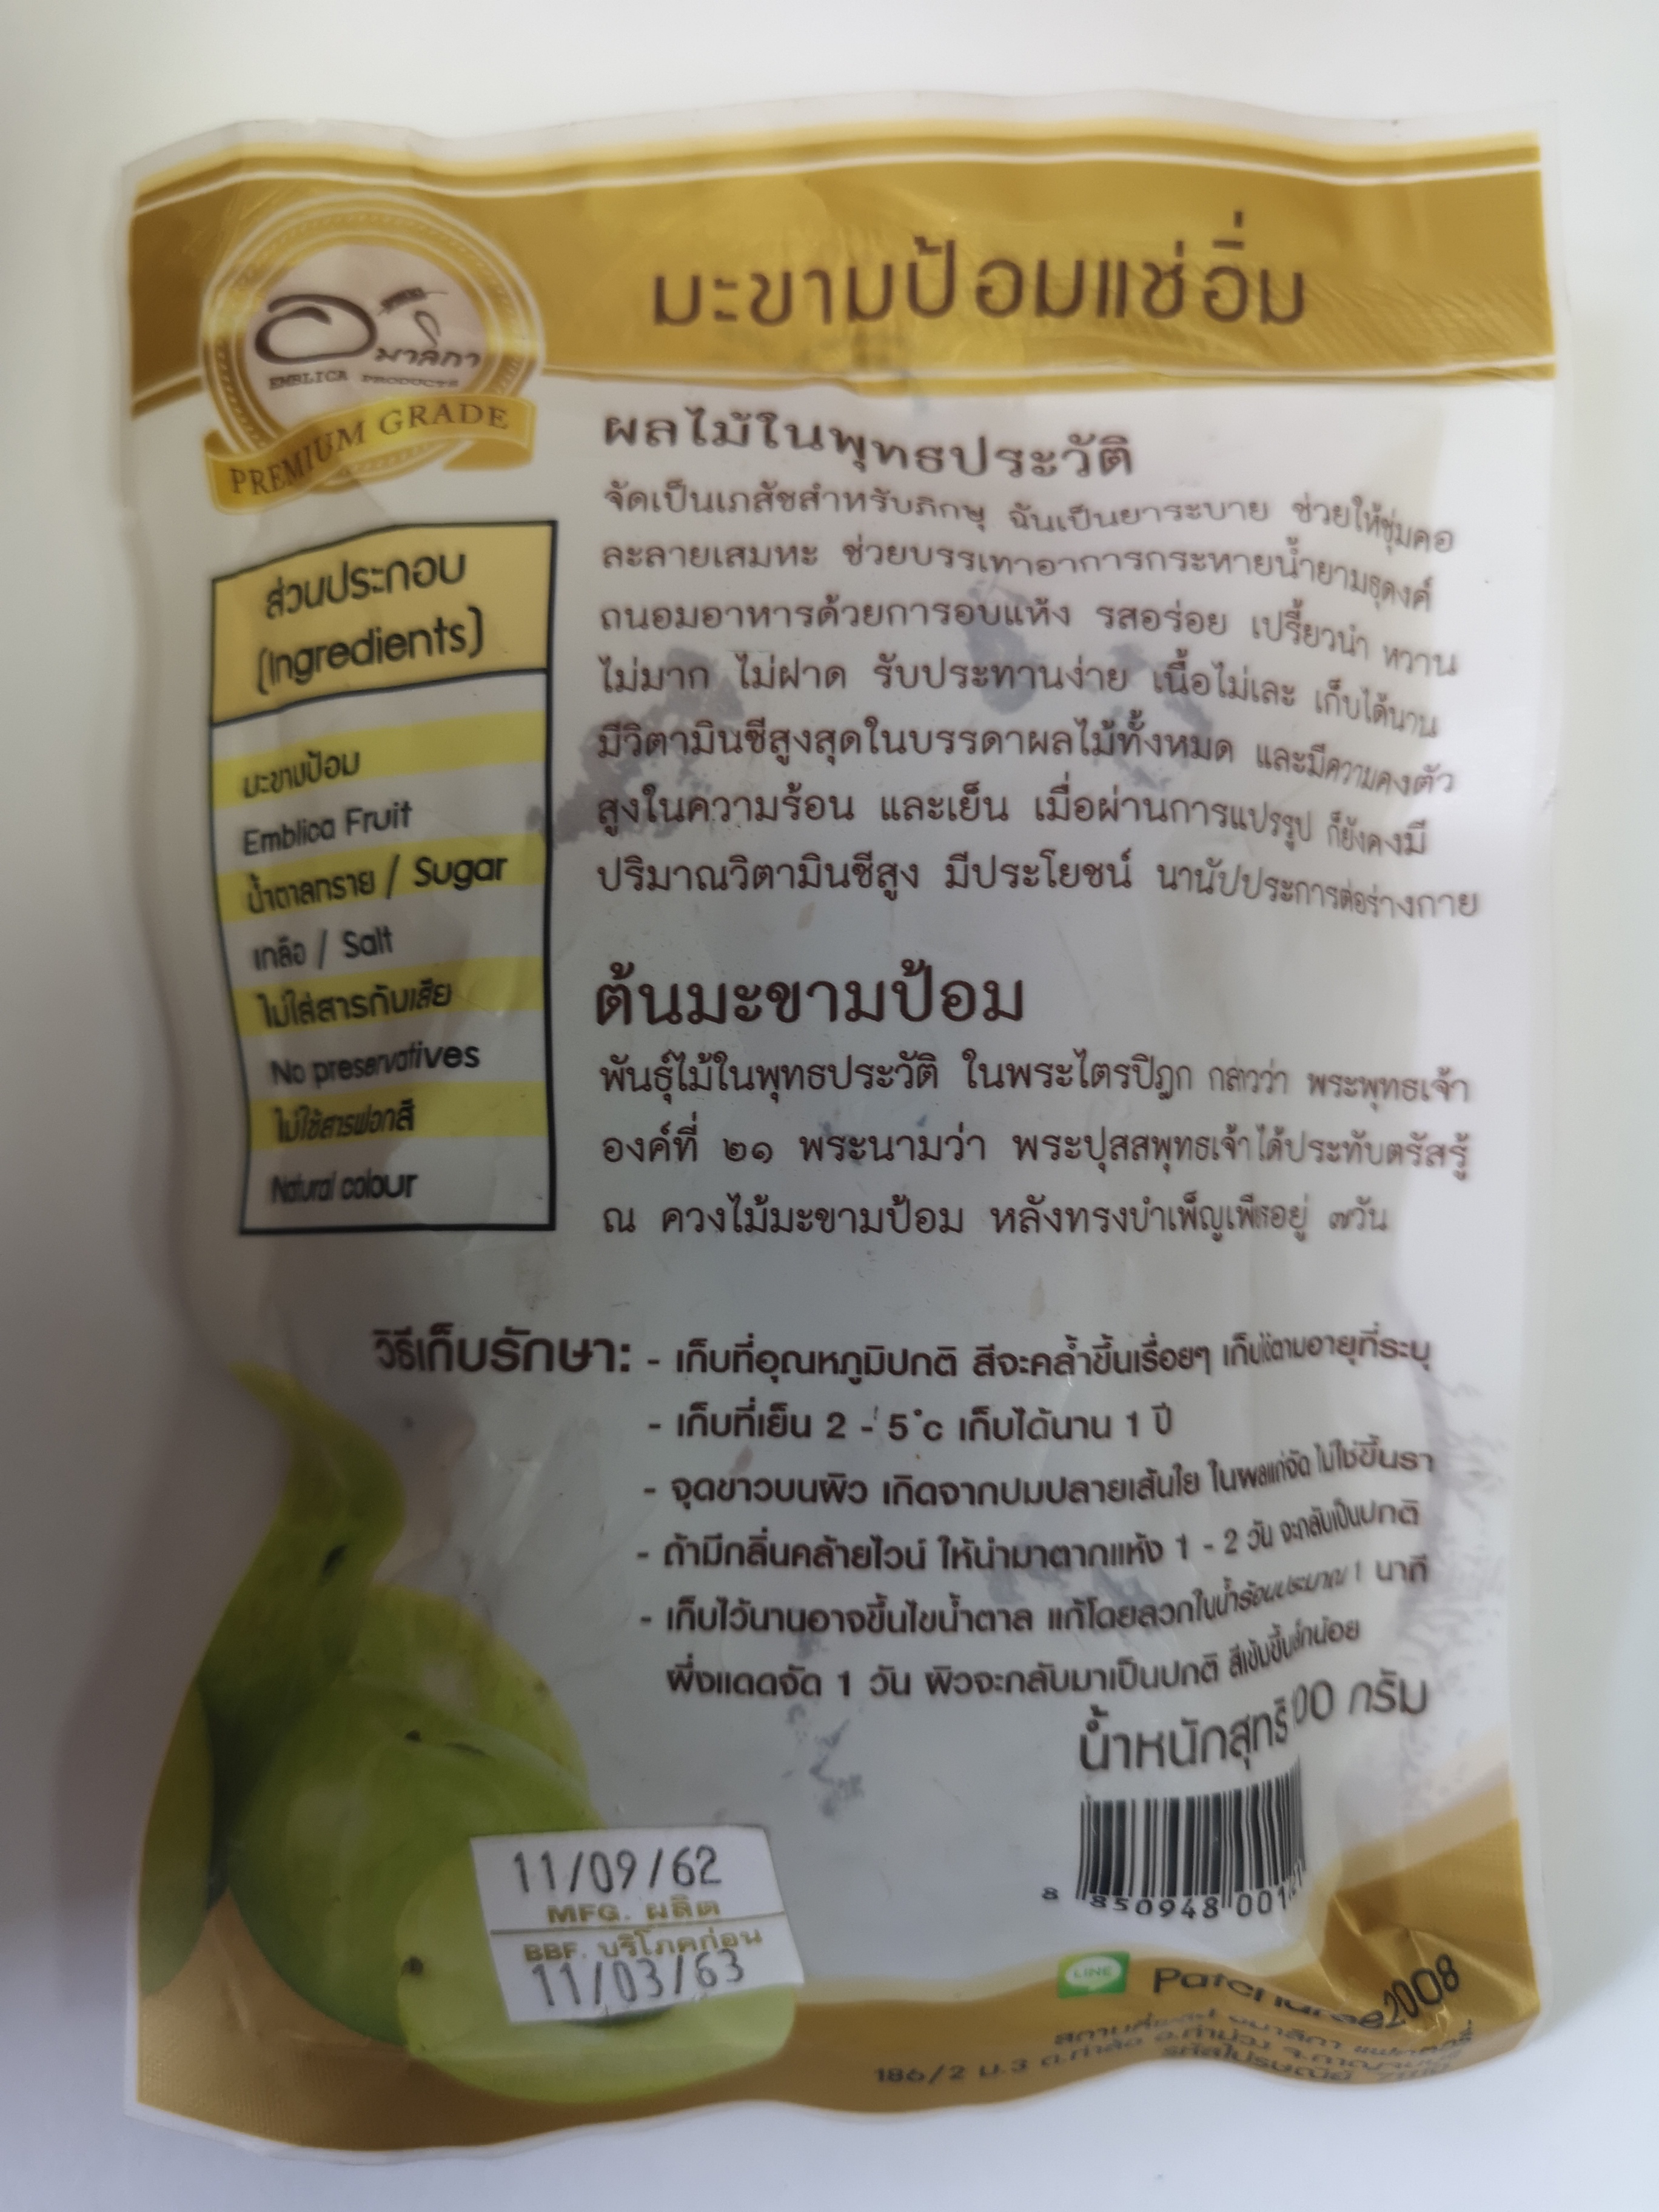 มะขามป้อมแช่อิ่ม
อ
มาลิกา
EMBLICA PRODUCTS
PREMIUM GRADE
ผลไม้ในพุทธประวัติ
จัดเป็นเภสัชสำหรับภิกษุ ฉันเป็นยาระบาย ช่วยให้ชุ่มคอ
ละลายเสมหะ ช่วยบรรเทาอาการกระหายน้ำยามธุดงค์
ถนอมอาหารด้วยการอบแห้ง รสอร่อย เปรี้ยวนำ หวาน
ไม่มาก ไม่ฝาด รับประทานง่าย เนื้อไม่เละ เก็บได้นาน
มีวิตามินซีสูงสุดในบรรดาผลไม้ทั้งหมด และมีความคงตัว
สูงในความร้อน และเย็น เมื่อผ่านการแปรรูป ก็ยังคงมี
ปริมาณวิตามินซีสูง มีประโยชน์ นานัปประการต่อร่างกาย
ส่วนประกอบ
(Ingredients)
มะขามป้อม
Emblica Fruit
น้ำตาลทราย / Sugar
เกลือ / Salt
ไม่ใส่สารกันเสีย
No preservatives
ไม่ใช้สารฟอกสี
Natural colour
ต้นมะขามป้อม
พันธุ์ไม้ในพุทธประวัติ ในพระไตรปิฎก กล่าวว่า พระพุทธเจ้า
องค์ที่ ๒๑ พระนามว่า พระปุสสพุทธเจ้าได้ประทับตรัสรู้
ณ ควงไม้มะขามป้อม หลังทรงบำเพ็ญเพียรอยู่ ๗วัน
วิธีเก็บรักษา: - เก็บที่อุณหภูมิปกติ สีจะคล้ำขึ้นเรื่อยๆ เก็บได้ตามอายุที่ระบุ
- เก็บที่เย็น 2 - 5 °c เก็บได้นาน 1 ปี
- จุดขาวบนผิว เกิดจากปมปลายเส้นใย ในผลแก่จัด ไม่ใช่ขึ้นรา
- ถ้ามีกลิ่นคล้ายไวน์ ให้นำมาตากแห้ง 1 - 2 วัน จะกลับเป็นปกติ
- เก็บไว้นานอาจขึ้นไขน้ำตาล แก้โดยลวกในน้ำร้อนประมาณ 1 นาที
ผึ่งแดดจัด 1 วัน ผิวจะกลับมาเป็นปกติ สีเข้มขึ้นเล็กน้อย
น้ำหนักสุทธิ 00 กรัม
8 850948 001
11/09/62
MFG. ผลิต
BBF. บริโภคก่อน
11/03/63
LINE Patcharee2008
186/2 ม.3 ต.ท่าล้อ อ.ท่าม่วง
รหัสไปรษณีย์